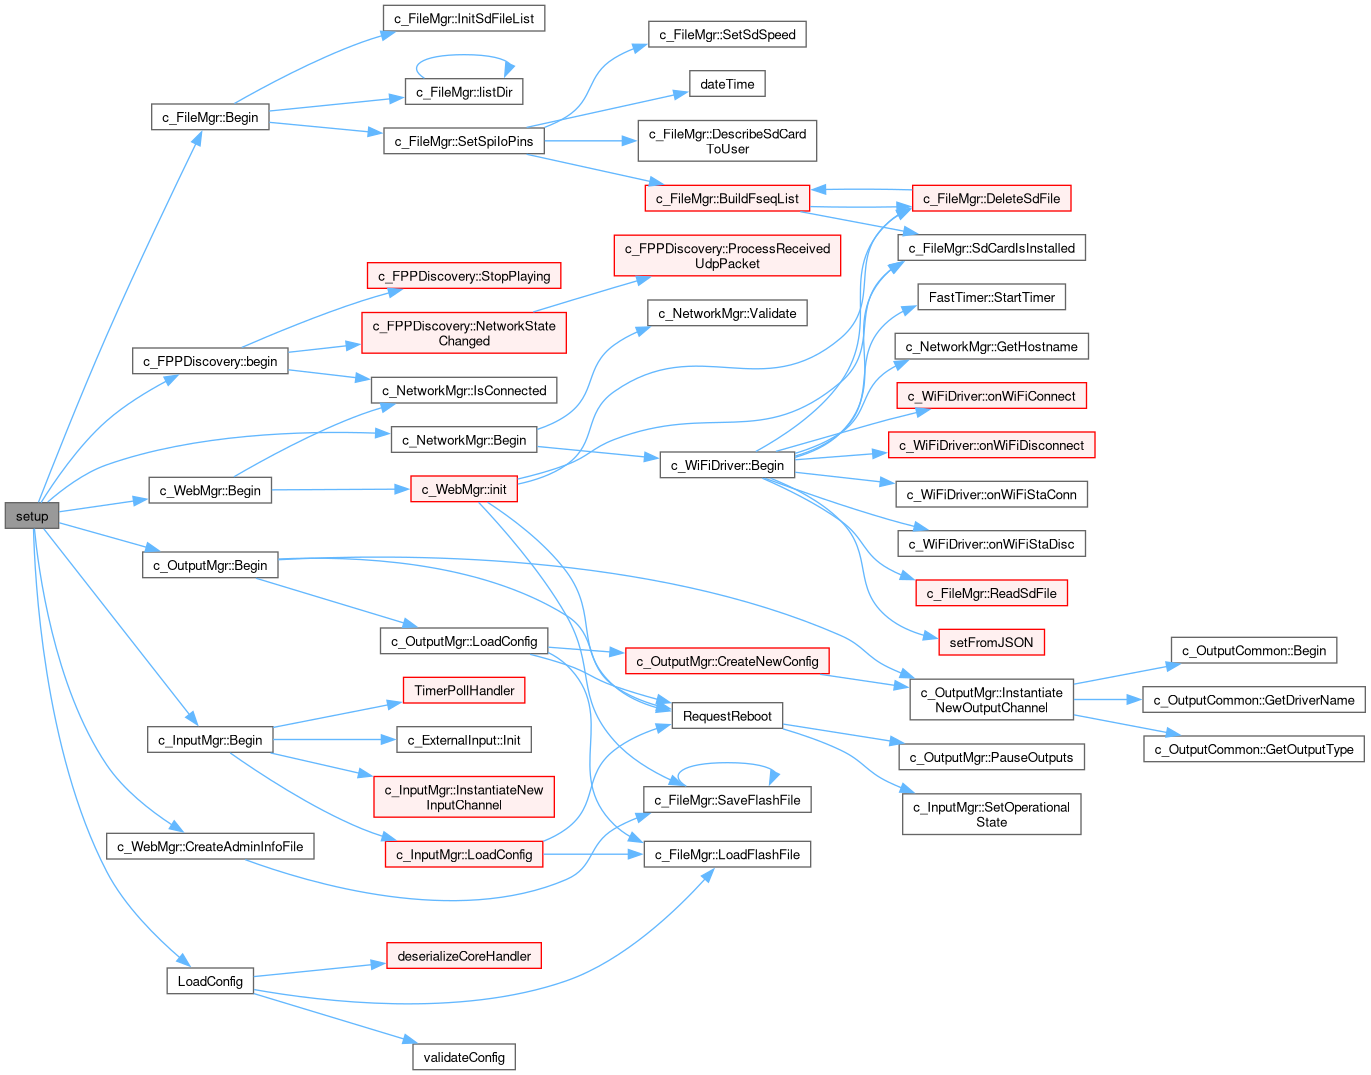 c_FileMgr::InitSdFileList
c_FileMgr::SetSdSpeed
c_FileMgr::listDir
dateTime
c_FileMgr::Begin
c_FileMgr::SetSpiIoPins
c_FileMgr::DescribeSdCard
ToUser
c_FileMgr::BuildFseqList
c_FileMgr::DeleteSdFile
c_FPPDiscovery::ProcessReceived
UdpPacket
c_FileMgr::SdCardIsInstalled
c_FPPDiscovery::StopPlaying
FastTimer::StartTimer
c_NetworkMgr::Validate
c_FPPDiscovery::NetworkState
Changed
c_NetworkMgr::GetHostname
c_FPPDiscovery::begin
c_NetworkMgr::IsConnected
c_WiFiDriver::onWiFiConnect
c_NetworkMgr::Begin
c_WiFiDriver::onWiFiDisconnect
c_WiFiDriver::Begin
c_WebMgr::Begin
c_WebMgr::init
c_WiFiDriver::onWiFiStaConn
setup
c_WiFiDriver::onWiFiStaDisc
c_OutputMgr::Begin
c_FileMgr::ReadSdFile
c_OutputMgr::LoadConfig
setFromJSON
c_OutputCommon::Begin
c_OutputMgr::CreateNewConfig
TimerPollHandler
c_OutputMgr::Instantiate
NewOutputChannel
c_OutputCommon::GetDriverName
RequestReboot
c_InputMgr::Begin
c_ExternalInput::Init
c_OutputCommon::GetOutputType
c_OutputMgr::PauseOutputs
c_InputMgr::InstantiateNew
InputChannel
c_FileMgr::SaveFlashFile
c_InputMgr::SetOperational
State
c_WebMgr::CreateAdminInfoFile
c_InputMgr::LoadConfig
c_FileMgr::LoadFlashFile
deserializeCoreHandler
LoadConfig
validateConfig